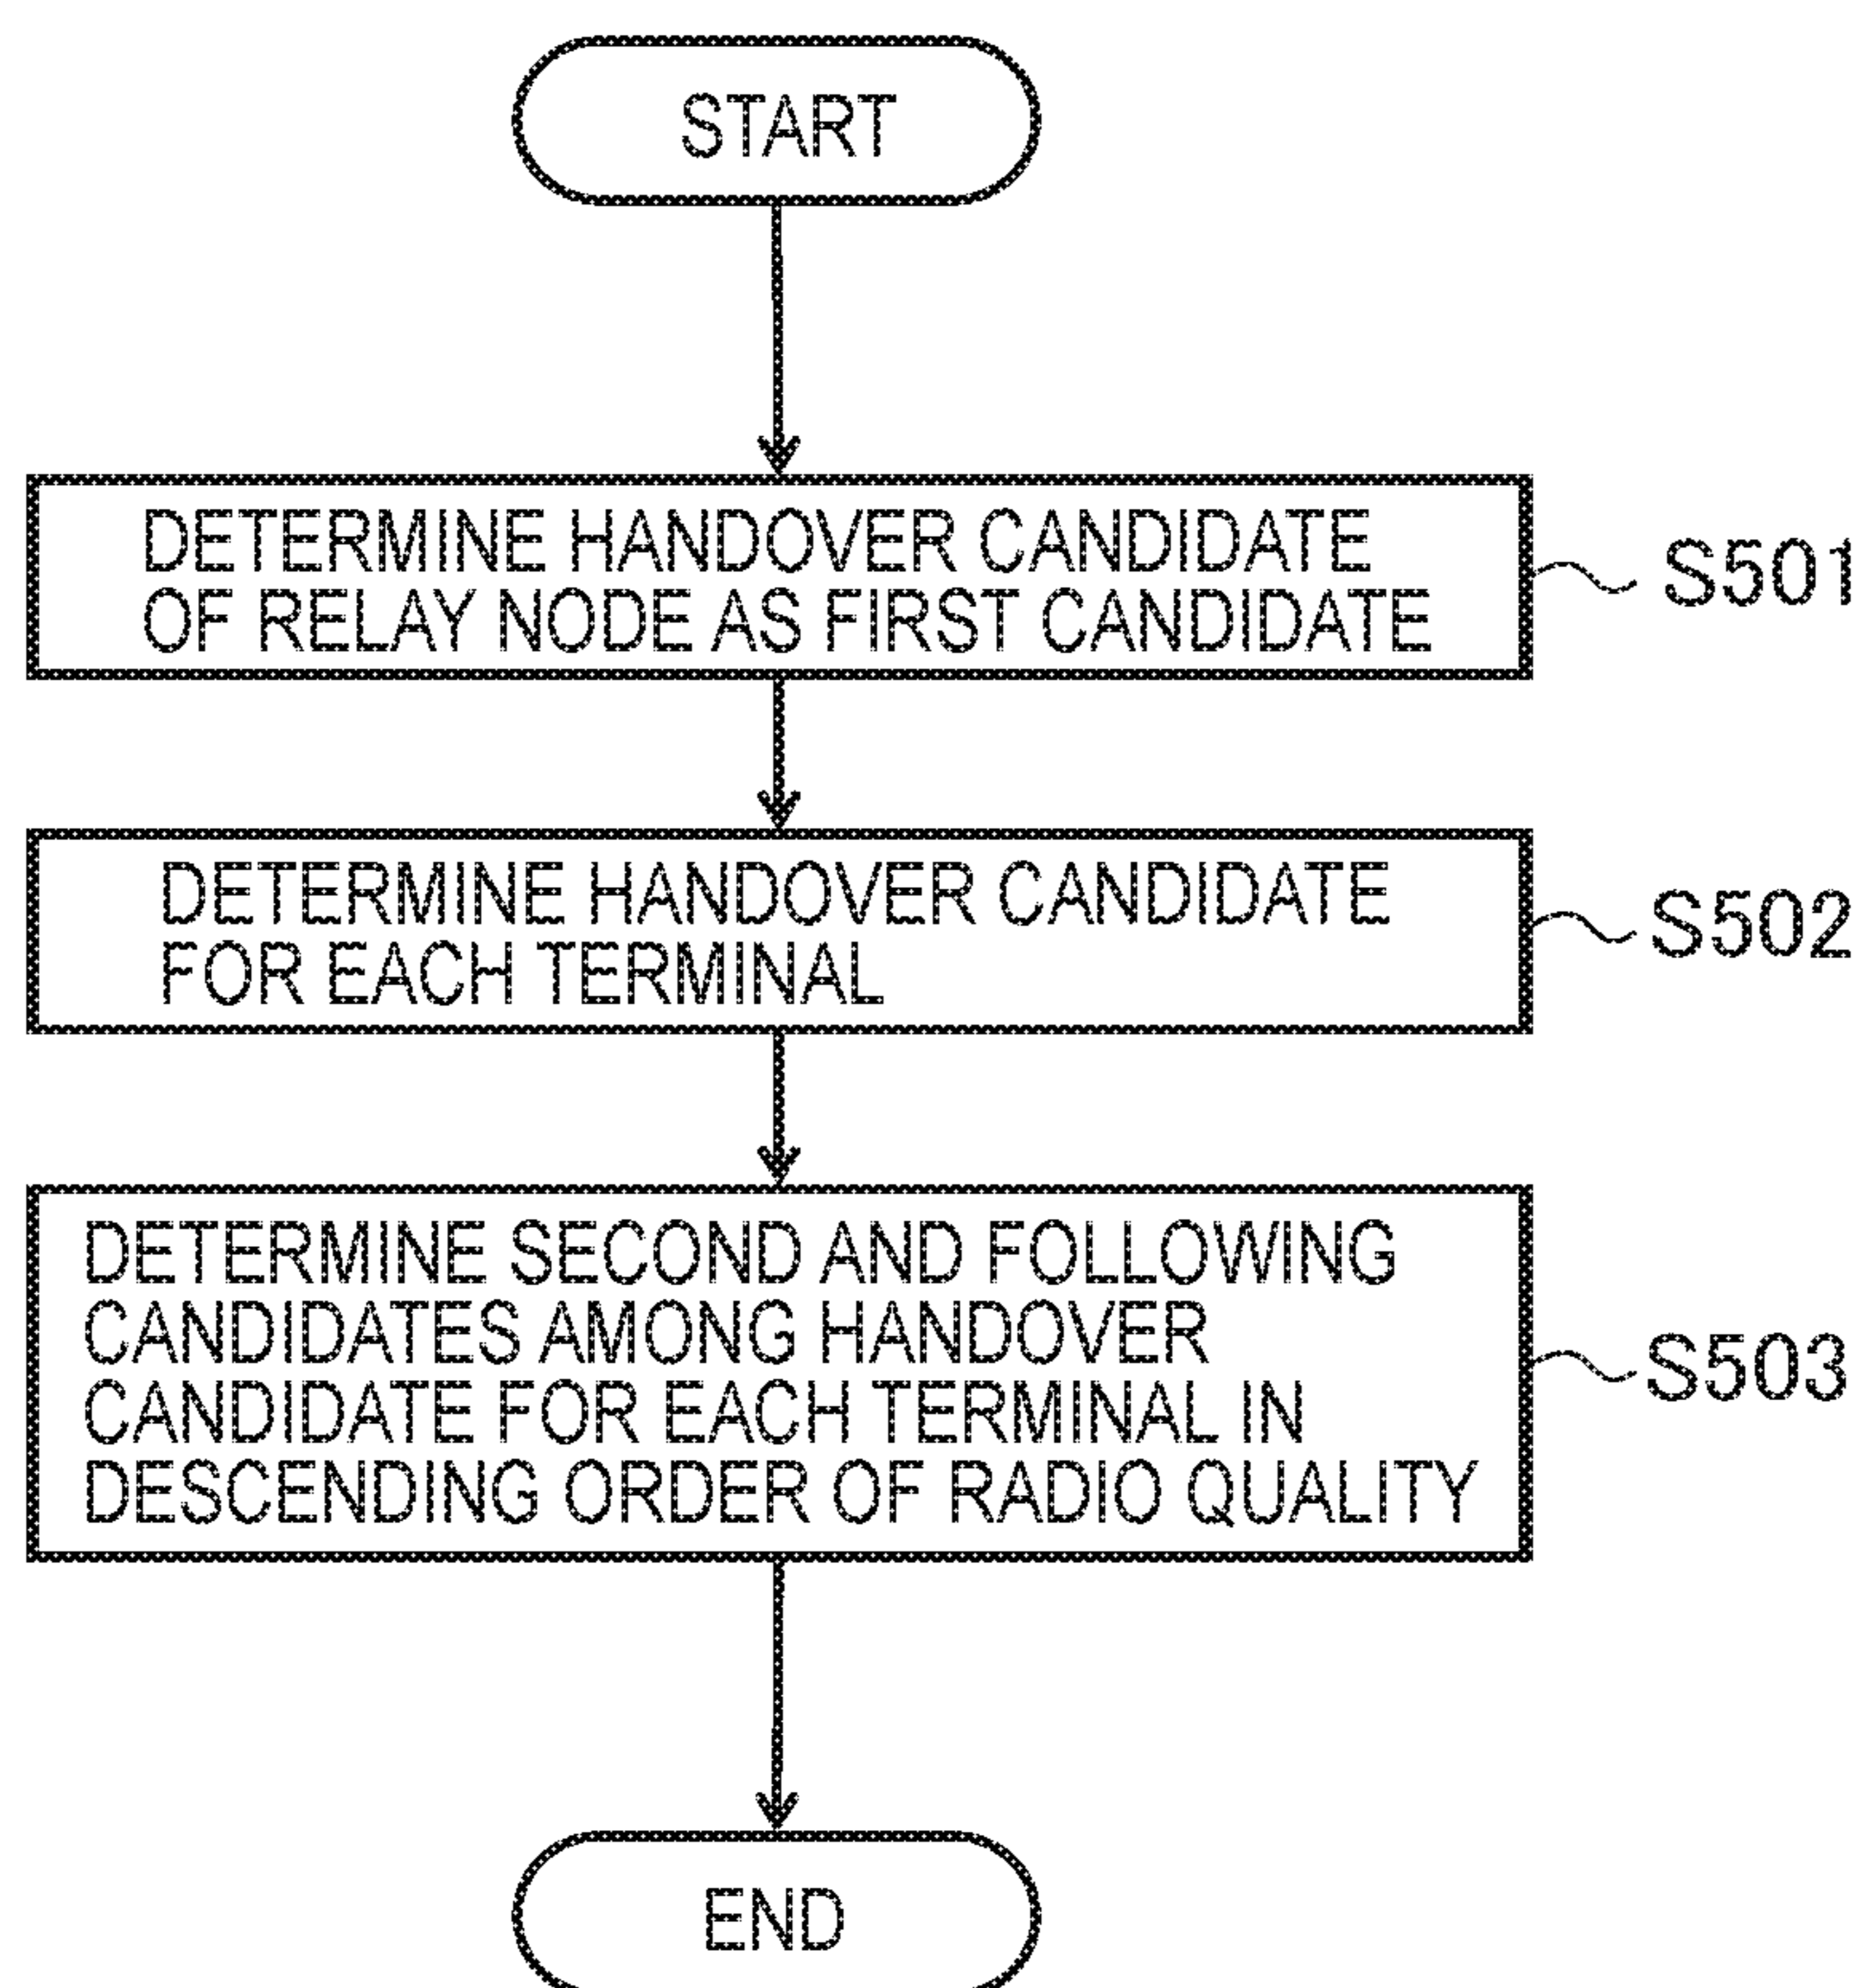 START
DETERMINE HANDOVER CANDIDATE
OF RELAY NODE AS FIRST CANDIDATE
S501
DETERMINE HANDOVER CANDIDATE
FOR EACH TERMINAL
S502
DETERMINE SECOND AND FOLLOWING
CANDIDATES AMONG HANDOVER
CANDIDATE FOR EACH TERMINAL IN
DESCENDING ORDER OF RADIO QUALITY
S503
END